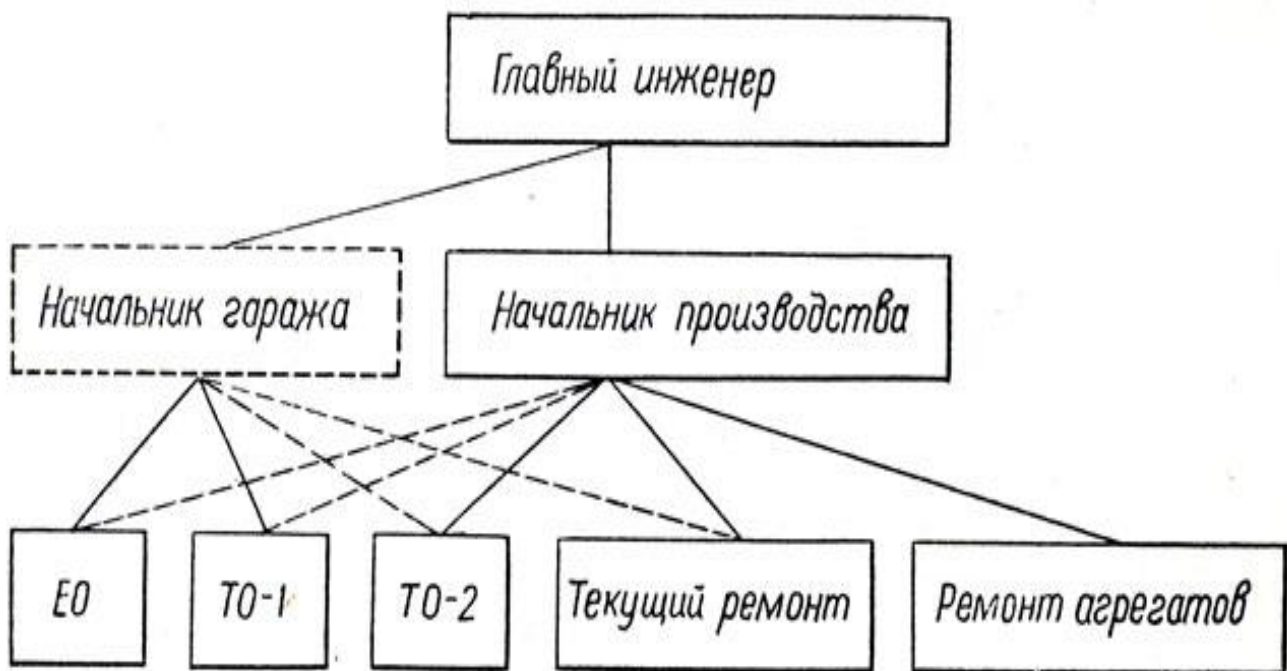 Главный инженер
Начальник гаража
Начальник производства
ЕО
ТО-1
ТО-2
Текущий ремонт
Ремонт агрегатов